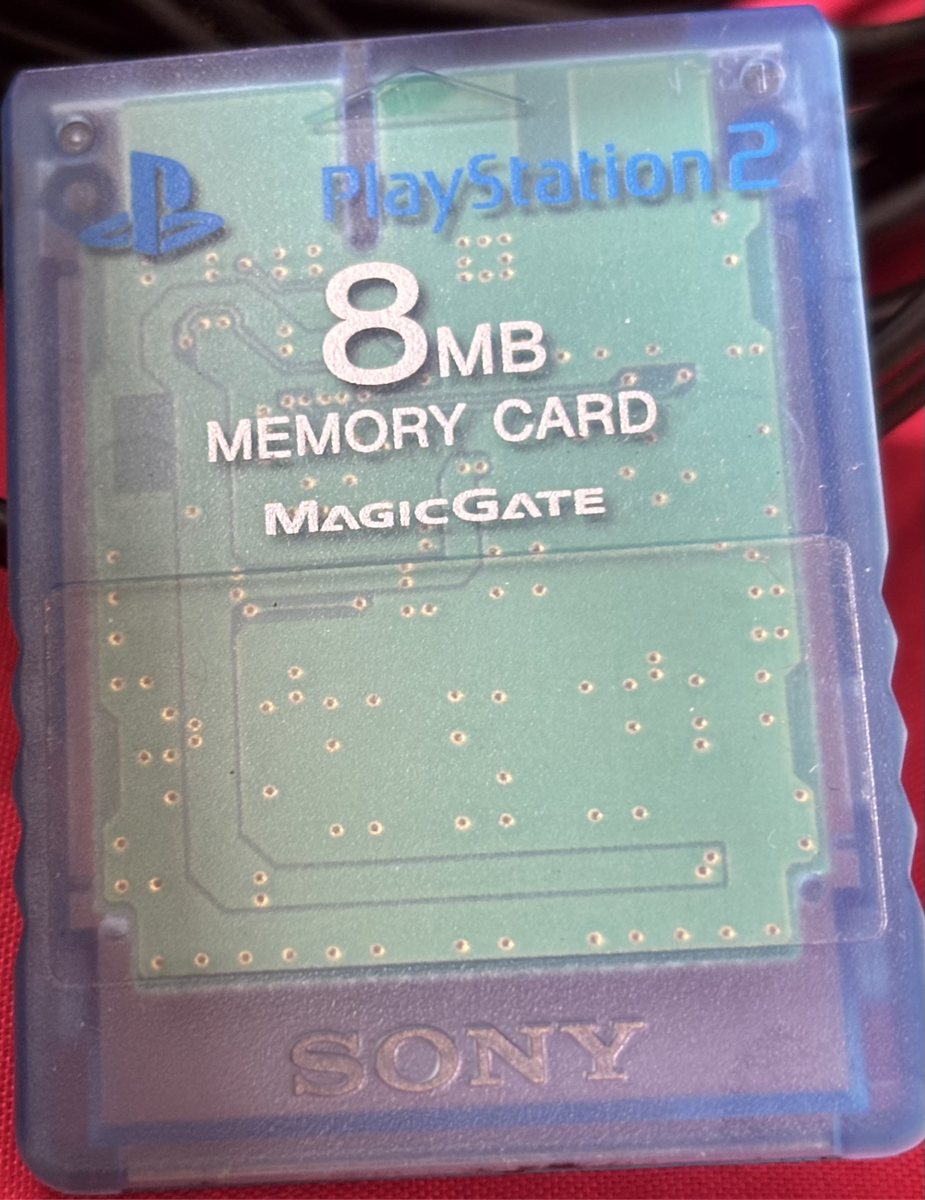 PlayStation 2
8MB
MEMORY CARD
MAGICGATE
SONY